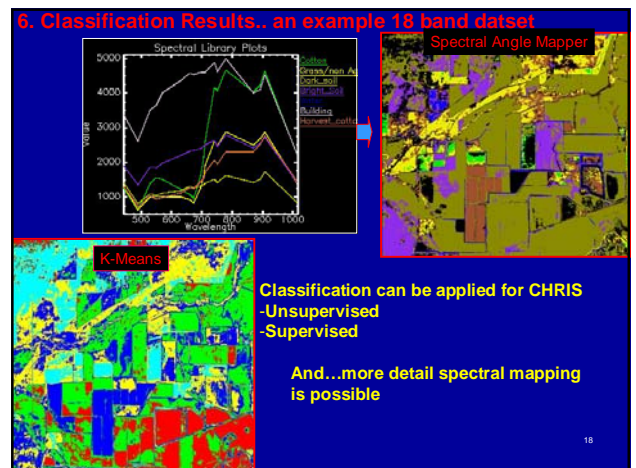 6. Classification Results.. an example 18 band datset
Spectral Library Plots
5000
4000
3000
2000
1000
Value
500 600 700 800 900 1000
Wavelength
Cotton
Grass/non Ag
Dark_soil
Bright_soil
Building
Harvest_cotto
Spectral Angle Mapper
K-Means
Classification can be applied for CHRIS
-Unsupervised
-Supervised
And...more detail spectral mapping
is possible
18